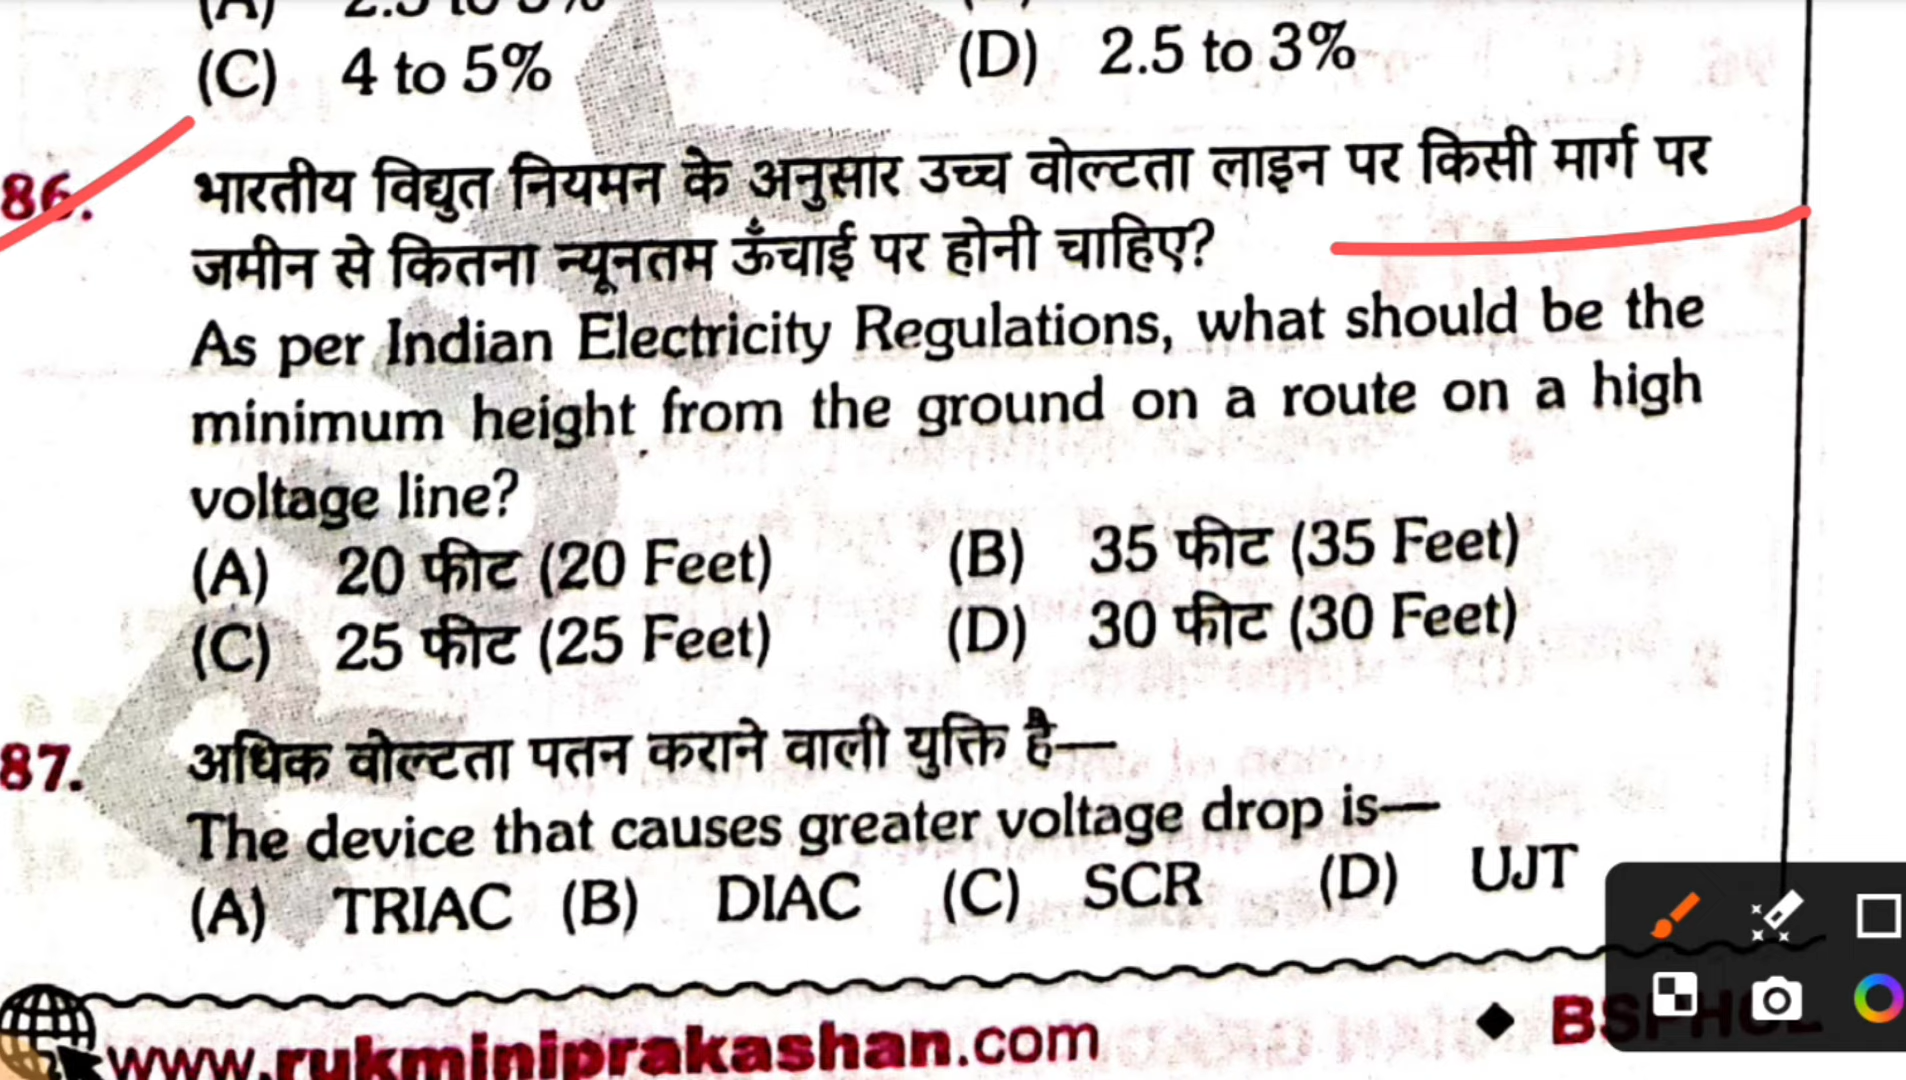 (C) 4 to 5% (D) 2.5 to 3%
86. भारतीय विद्युत नियमन के अनुसार उच्च वोल्टता लाइन पर किसी मार्ग पर
जमीन से कितना न्यूनतम ऊँचाई पर होनी चाहिए?
As per Indian Electricity Regulations, what should be the
minimum height from the ground on a route on a high
voltage line?
(A) 20 फीट (20 Feet) (B) 35 फीट (35 Feet)
(C) 25 फीट (25 Feet) (D) 30 फीट (30 Feet)
87. अधिक वोल्टता पतन कराने वाली युक्ति है—
The device that causes greater voltage drop is—
(A) TRIAC (B) DIAC (C) SCR (D) UJT
www.rukminiprakashan.com